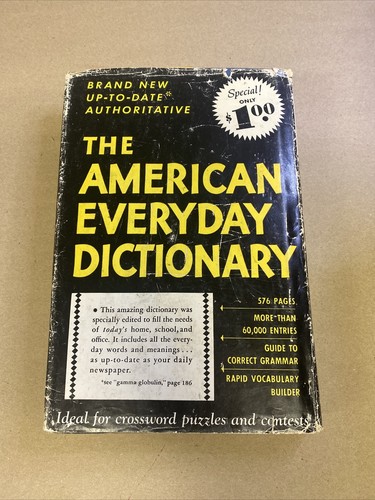 BRAND NEW
UP-TO-DATE*
AUTHORITATIVE
Special!
ONLY
$1.00
THE
AMERICAN
EVERYDAY
DICTIONARY
• This amazing dictionary was
specially edited to fill the needs
of today's home, school, and
office. It includes all the every-
day words and meanings . . .
as up-to-date as your daily
newspaper.
*see "gamma globulin," page 186
576 PAGES
MORE THAN
60,000 ENTRIES
GUIDE TO
CORRECT GRAMMAR
RAPID VOCABULARY
BUILDER
Ideal for crossword puzzles and contests